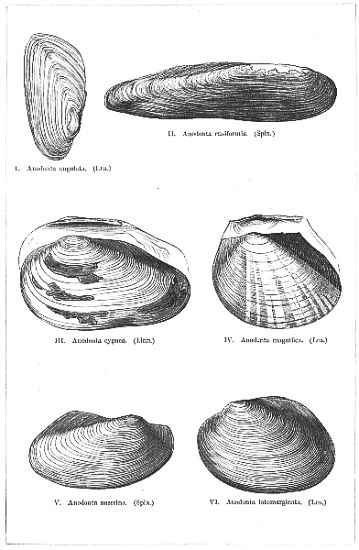 I. Anodonta angulata. (Lea.)
II. Anodonta ensiformis. (Spix.)
III. Anodonta cygnea. (Linn.)
IV. Anodonta magnifica. (Lea.)
V. Anodonta anserina. (Spix.)
VI. Anodonta latomarginata. (Lea.)